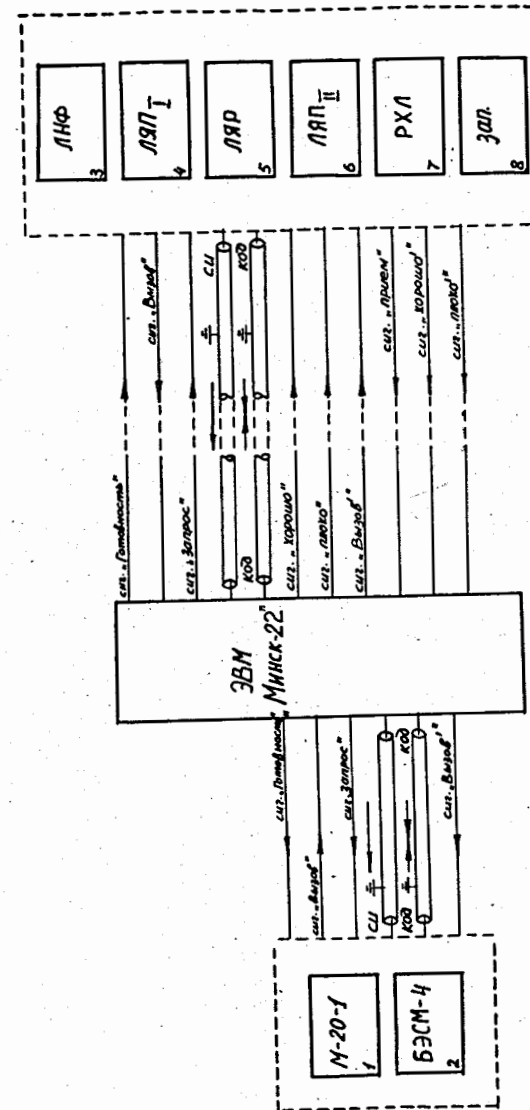 М-20-1
1
БЭСМ-4
2
сиг. „Готовность"
сиг. „Вызов"
сиг. „Запрос"
СИ
код
код
сиг. „Вызов'"
ЭВМ
„Минск-22"
сиг. „Готовность"
сиг. „Вызов"
сиг. „Запрос"
СИ
код
код
сиг. „хорошо"
сиг. „плохо"
сиг. „Вызов'"
сиг. „прием"
сиг. „хорошо'"
сиг. „плохо'"
ЛНФ
3
ЛЯП I
4
ЛЯР
5
ЛЯП II
6
РХЛ
7
Зап.
8